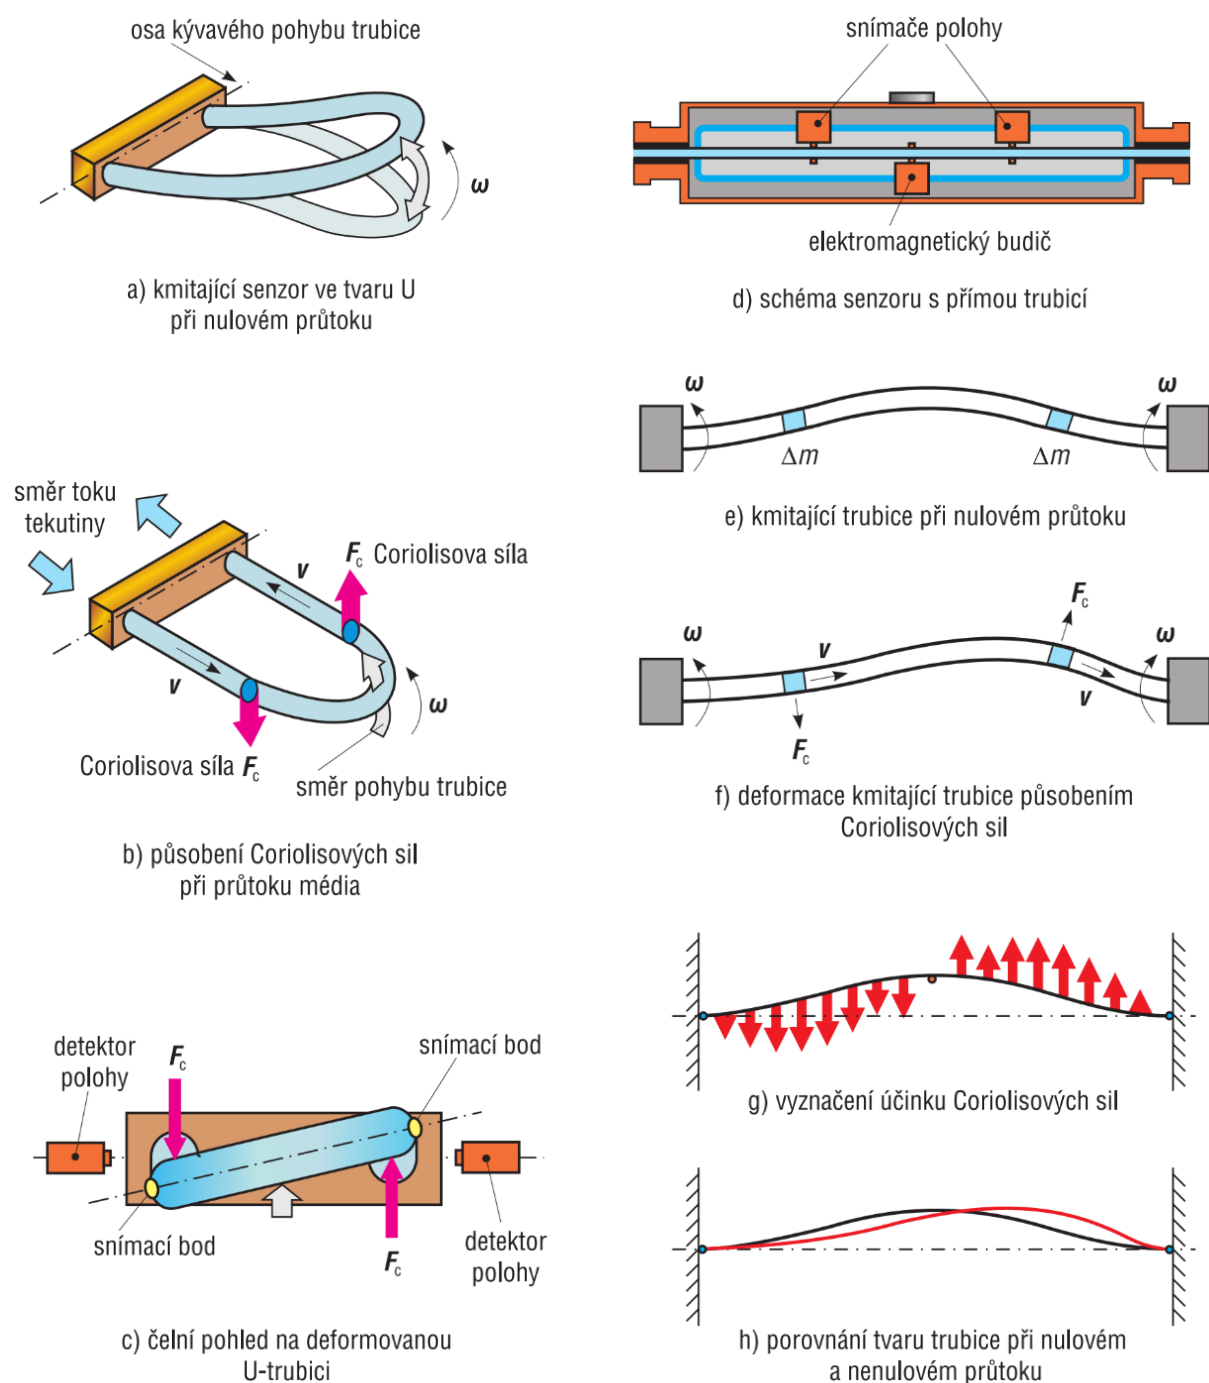 osa kývavého pohybu trubice
ω
a) kmitající senzor ve tvaru U
při nulovém průtoku
směr toku
tekutiny
Fc Coriolisova síla
v
v
ω
Coriolisova síla Fc
směr pohybu trubice
b) působení Coriolisových sil
při průtoku média
detektor
polohy
Fc
snímací bod
snímací bod
Fc
detektor
polohy
c) čelní pohled na deformovanou
U-trubici
snímače polohy
elektromagnetický budič
d) schéma senzoru s přímou trubicí
ω
ω
Δm
Δm
e) kmitající trubice při nulovém průtoku
Fc
ω
v
ω
v
Fc
f) deformace kmitající trubice působením
Coriolisových sil
g) vyznačení účinku Coriolisových sil
h) porovnání tvaru trubice při nulovém
a nenulovém průtoku